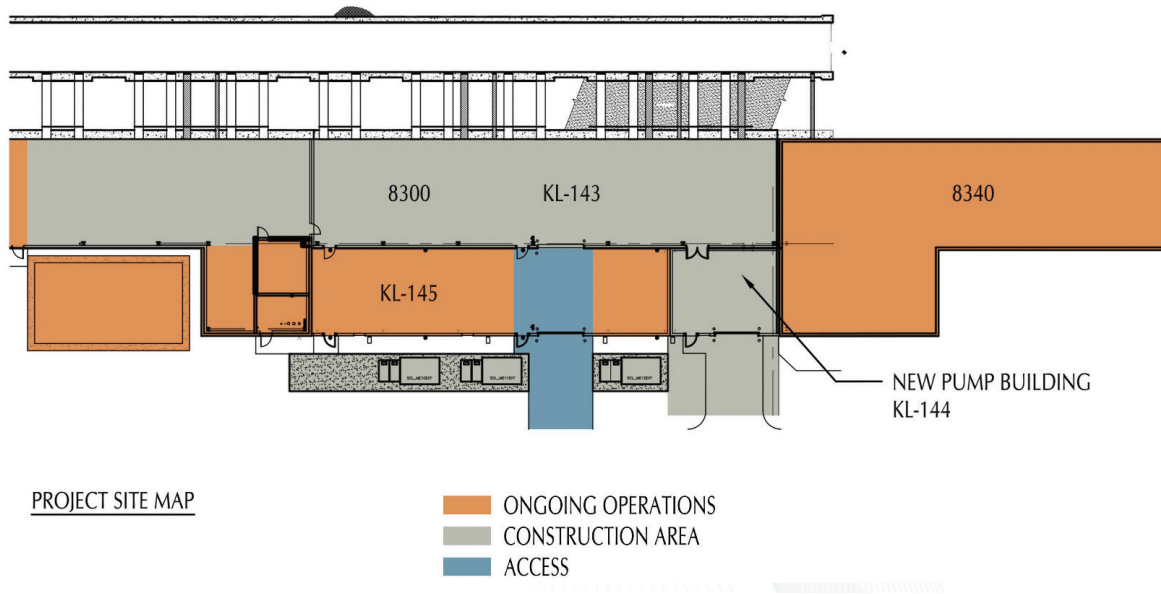 8300
KL-143
8340
KL-145
NEW PUMP BUILDING
KL-144
PROJECT SITE MAP
ONGOING OPERATIONS
CONSTRUCTION AREA
ACCESS